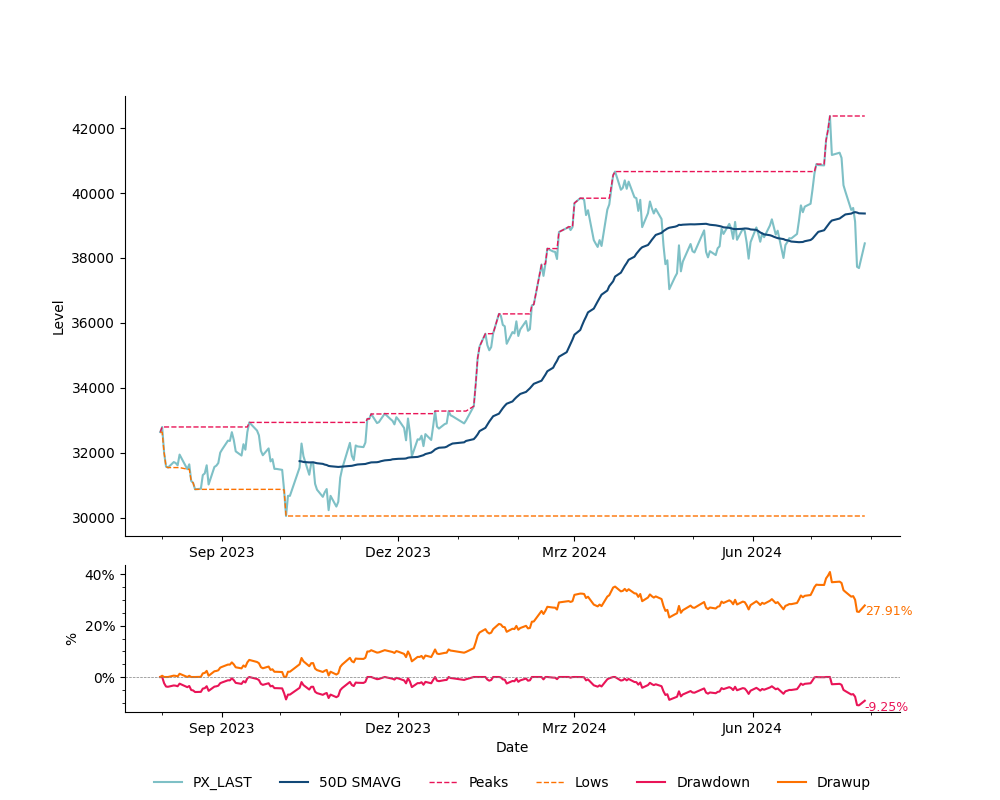 42000
40000
38000
36000
34000
32000
30000
Level
Sep 2023 Dez 2023 Mrz 2024 Jun 2024
40%
20%
0%
%
27.91%
-9.25%
Sep 2023 Dez 2023 Mrz 2024 Jun 2024
Date
PX_LAST 50D SMAVG Peaks Lows Drawdown Drawup